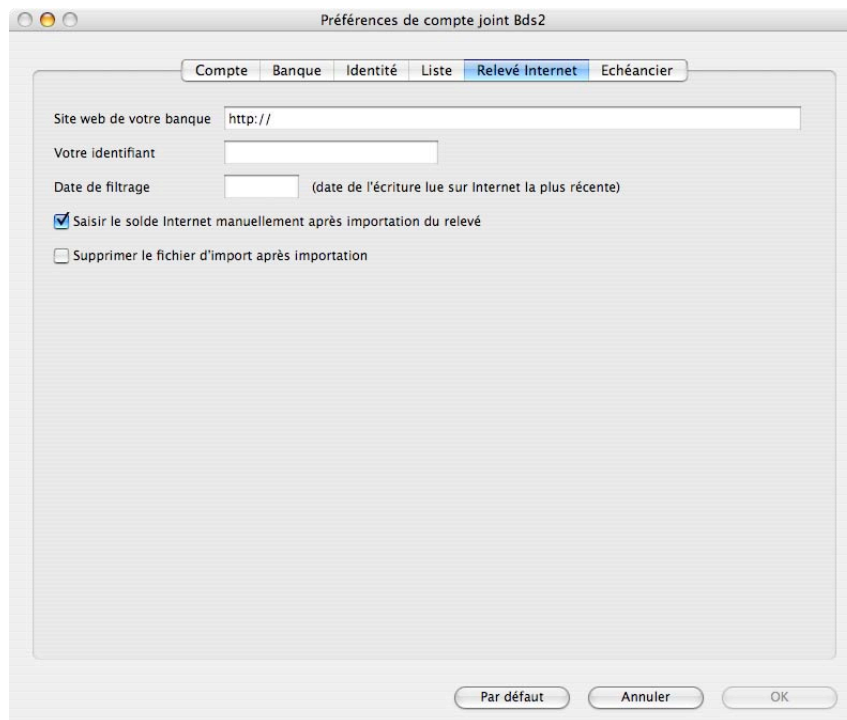 Préférences de compte joint Bds2
Compte Banque Identité Liste Relevé Internet Echéancier
Site web de votre banque http://
Votre identifiant
Date de filtrage (date de l'écriture lue sur Internet la plus récente)
Saisir le solde Internet manuellement après importation du relevé
Supprimer le fichier d'import après importation
Par défaut Annuler OK